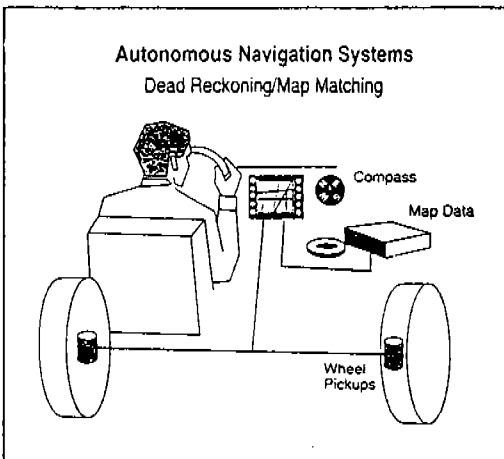 Autonomous Navigation Systems
Dead Reckoning/Map Matching
Compass
Map Data
Wheel
Pickups